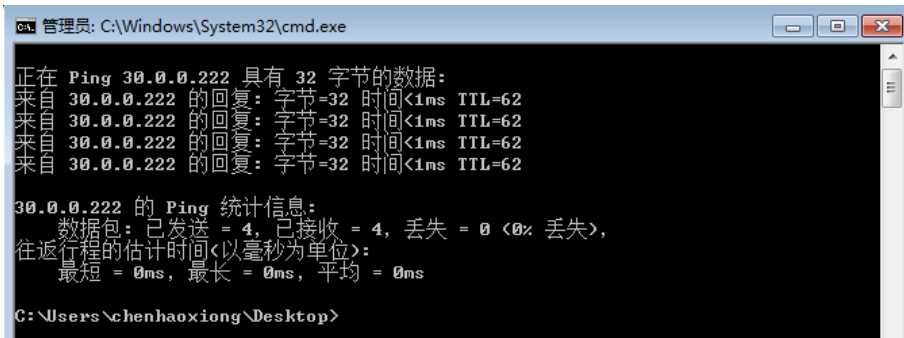 管理员: C:\Windows\System32\cmd.exe
正在 Ping 30.0.0.222 具有 32 字节的数据:
来自 30.0.0.222 的回复: 字节=32 时间<1ms TTL=62
来自 30.0.0.222 的回复: 字节=32 时间<1ms TTL=62
来自 30.0.0.222 的回复: 字节=32 时间<1ms TTL=62
来自 30.0.0.222 的回复: 字节=32 时间<1ms TTL=62
30.0.0.222 的 Ping 统计信息:
数据包: 已发送 = 4, 已接收 = 4, 丢失 = 0 (0% 丢失),
往返行程的估计时间(以毫秒为单位):
最短 = 0ms, 最长 = 0ms, 平均 = 0ms
C:\Users\chenhaoxiong\Desktop>